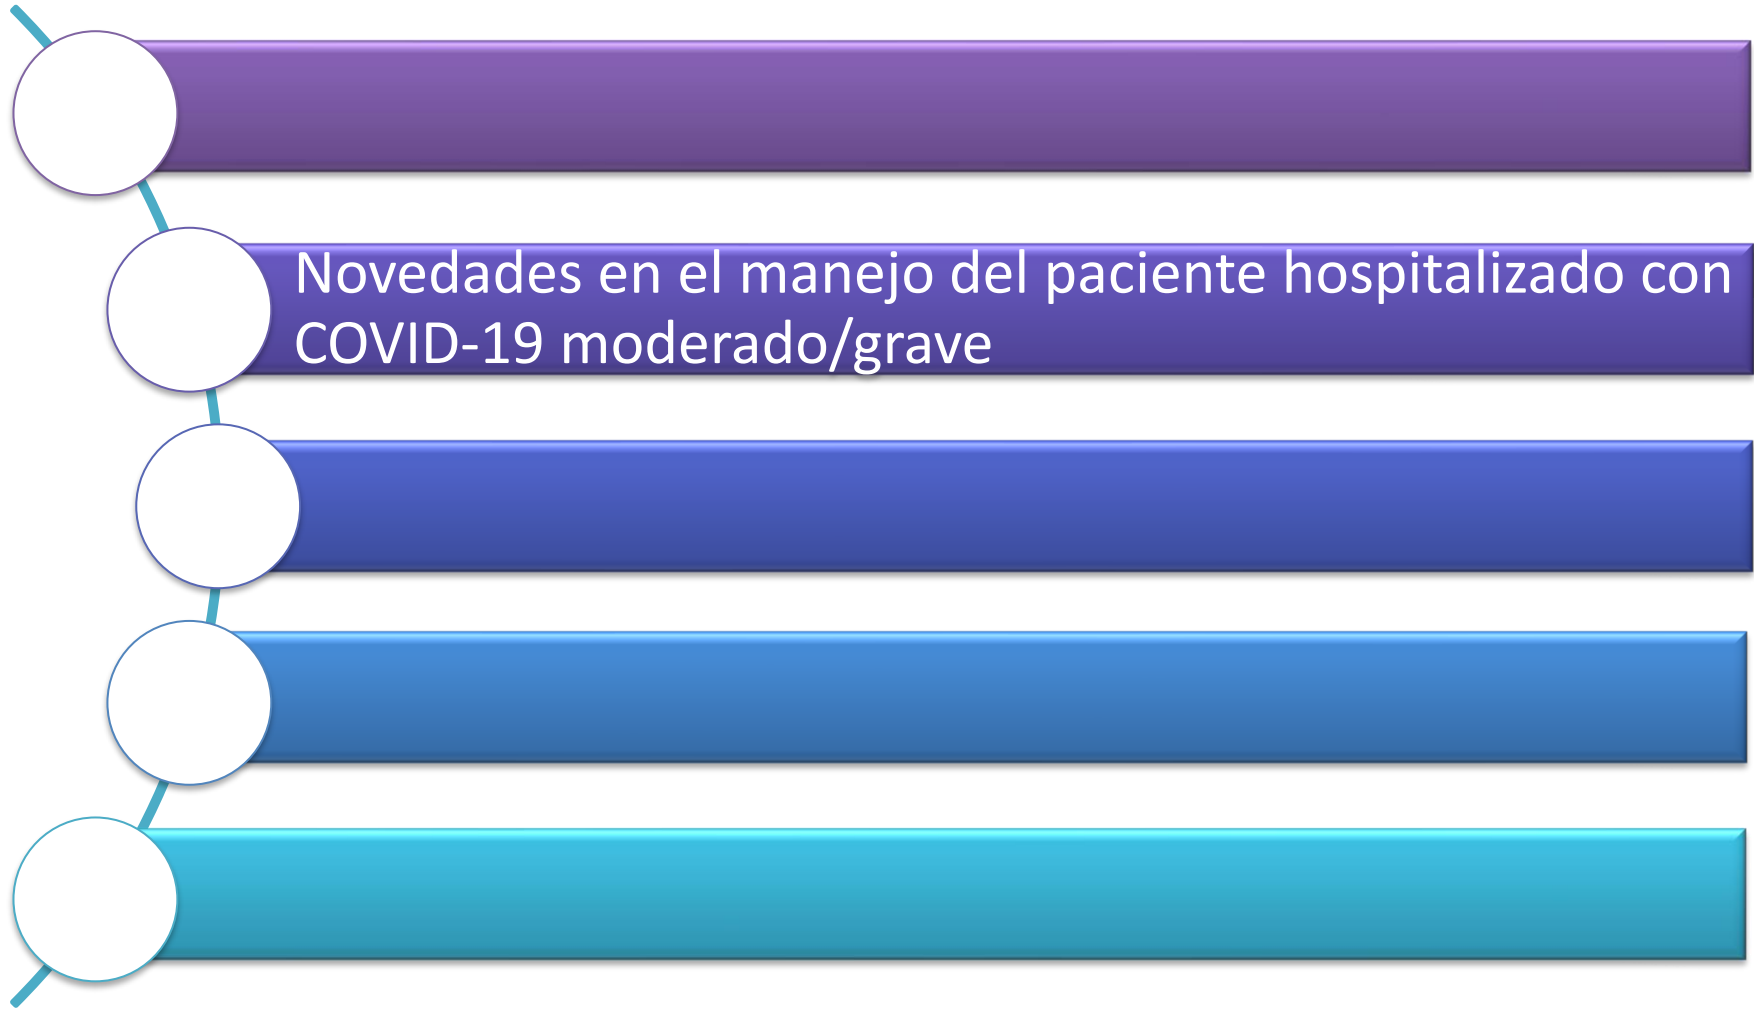 Novedades en el manejo del paciente hospitalizado con
COVID-19 moderado/grave